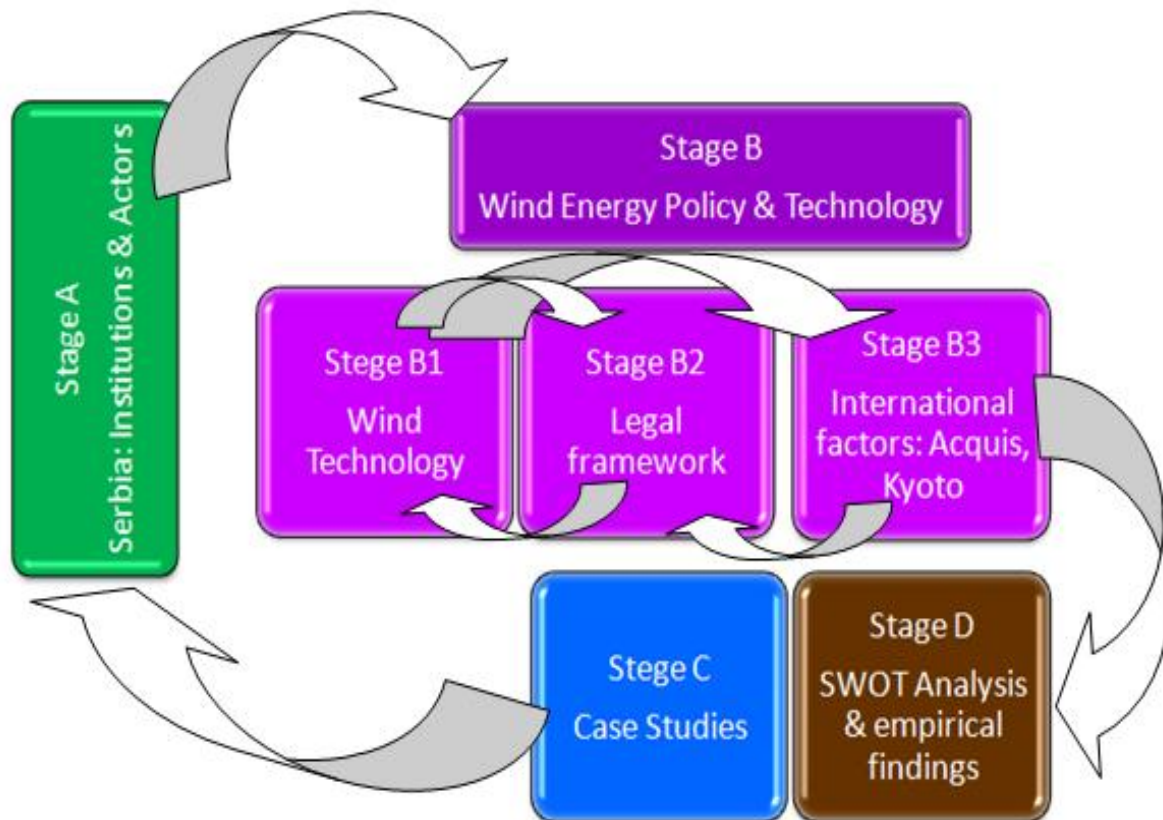 Stage A
Serbia: Institutions & Actors
Stage B
Wind Energy Policy & Technology
Stege B1
Wind
Technology
Stage B2
Legal
framework
Stage B3
International
factors: Acquis,
Kyoto
Stege C
Case Studies
Stage D
SWOT Analysis
& empirical
findings